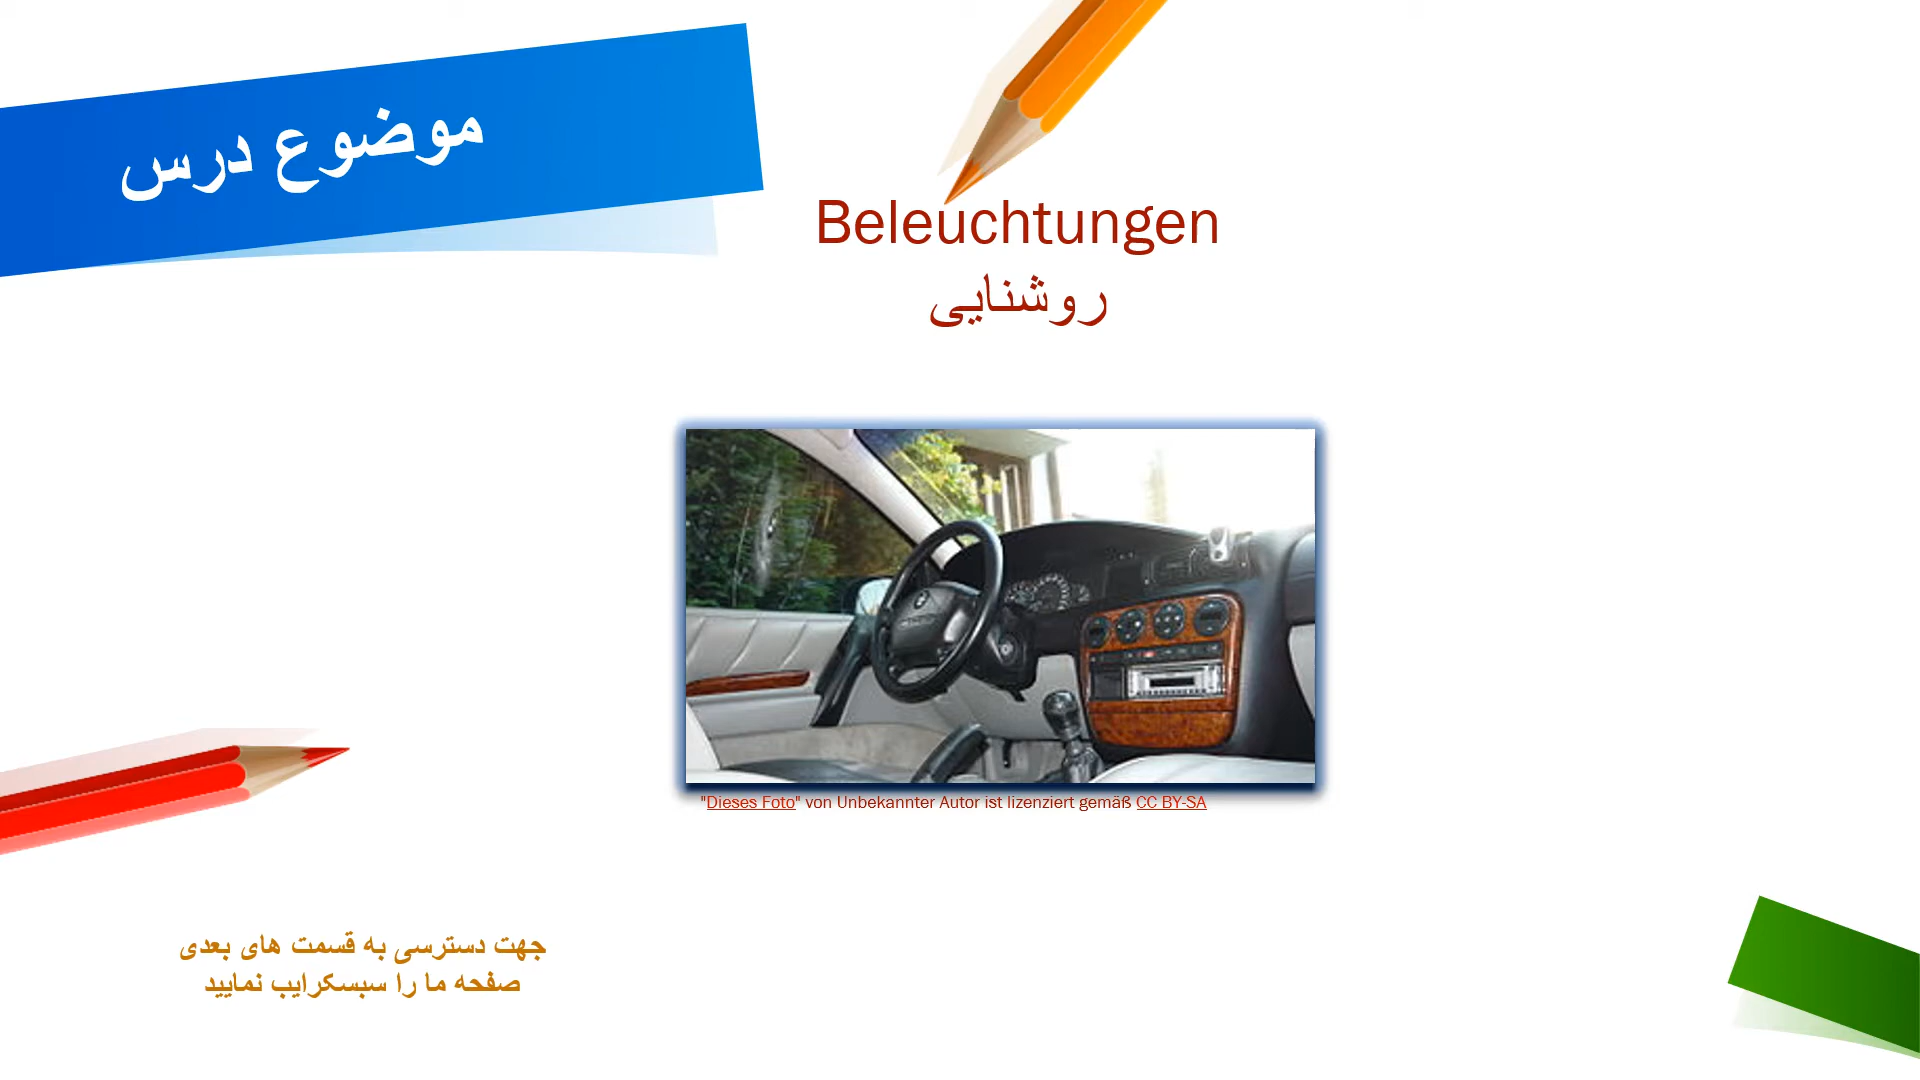 موضوع درس
Beleuchtungen
روشنایی
"Dieses Foto" von Unbekannter Autor ist lizenziert gemäß CC BY-SA
جهت دسترسی به قسمت های بعدی
صفحه ما را سبسکرایب نمایید